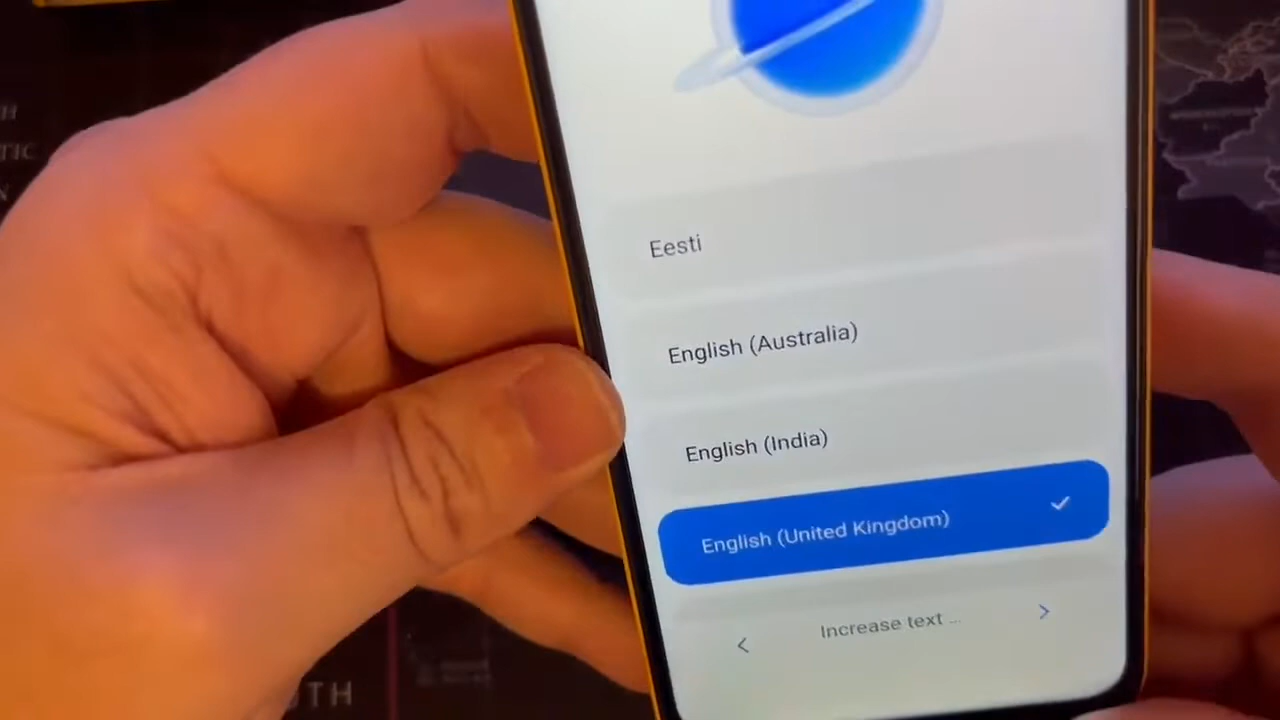 Eesti
English (Australia)
English (India)
English (United Kingdom)
Increase text ...